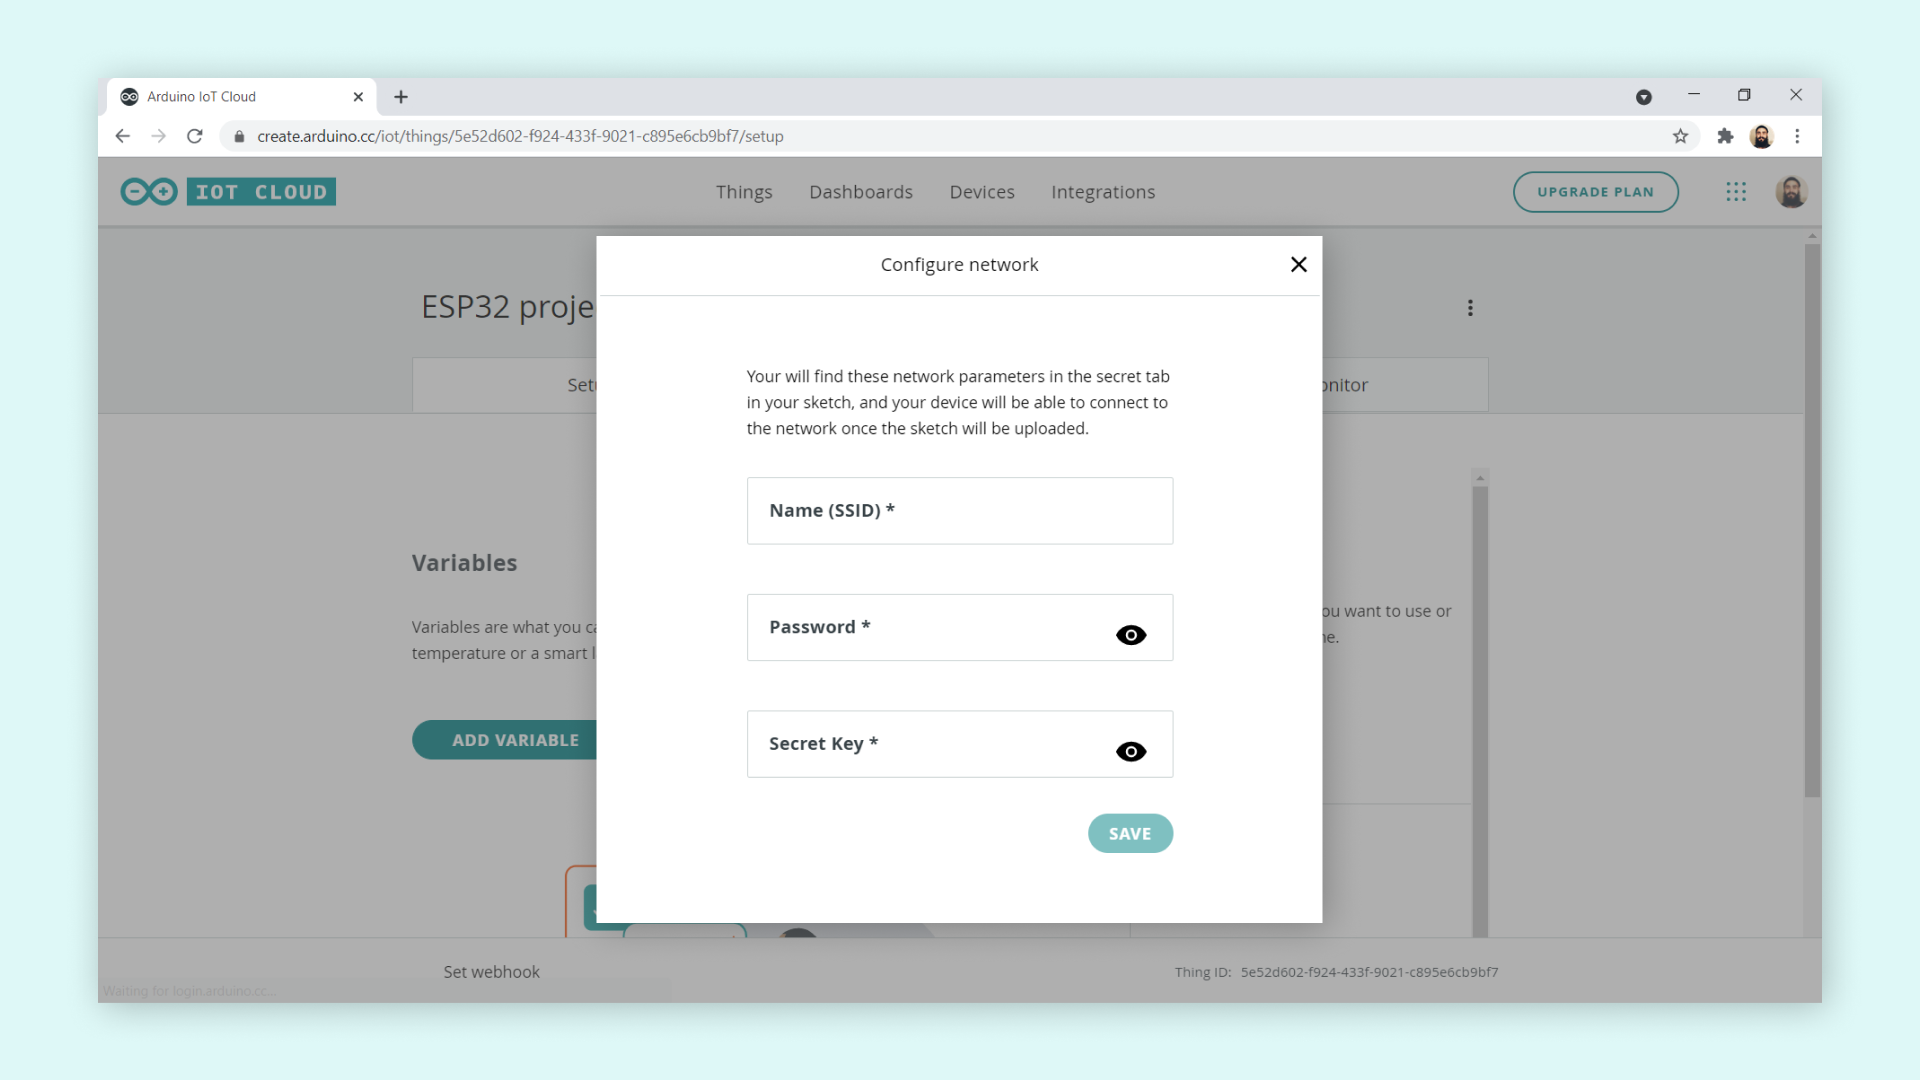 Arduino IoT Cloud
create.arduino.cc/iot/things/5e52d602-f924-433f-9021-c895e6cb9bf7/setup
IOT CLOUD
Things Dashboards Devices Integrations
UPGRADE PLAN
Configure network
ESP32 proje
Set
onitor
Your will find these network parameters in the secret tab
in your sketch, and your device will be able to connect to
the network once the sketch will be uploaded.
Name (SSID) *
Password *
Secret Key *
SAVE
Variables
Variables are what you ca
temperature or a smart l
ADD VARIABLE
ou want to use or
ne.
Set webhook
Thing ID: 5e52d602-f924-433f-9021-c895e6cb9bf7
Waiting for login.arduino.cc...